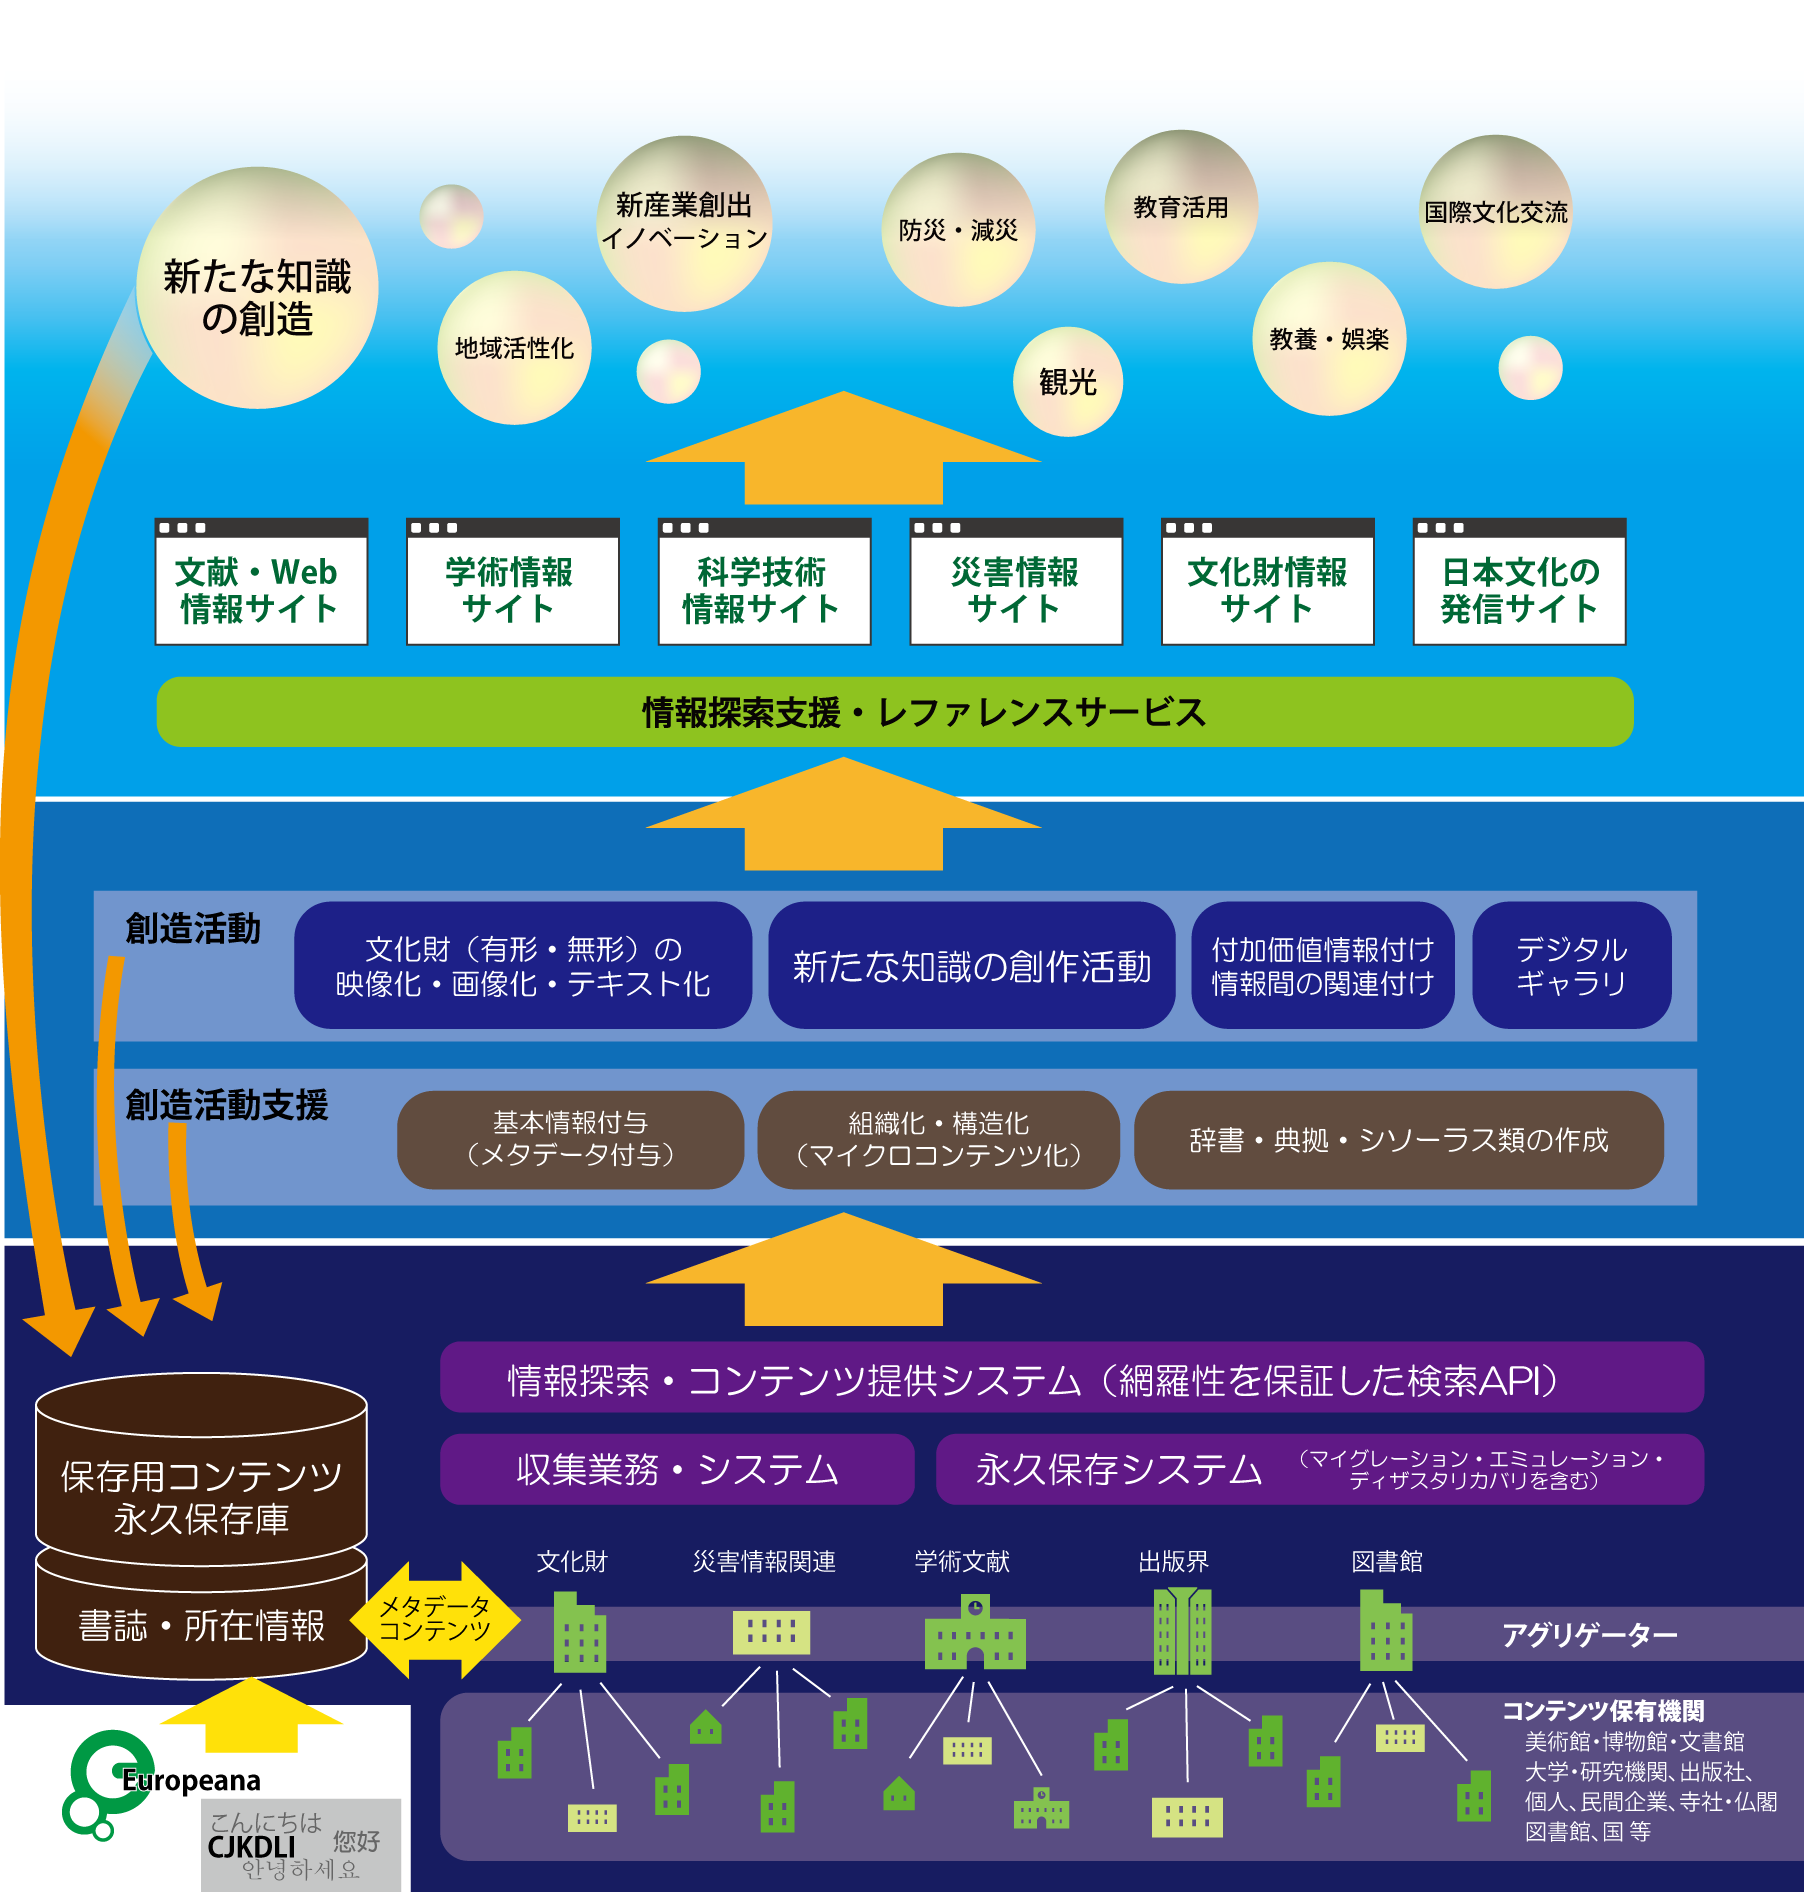 新たな知識
の創造
地域活性化
新産業創出
イノベーション
防災・減災
観光
教育活用
教養・娯楽
国際文化交流
文献・Web
情報サイト
学術情報
サイト
科学技術
情報サイト
災害情報
サイト
文化財情報
サイト
日本文化の
発信サイト
情報探索支援・レファレンスサービス
創造活動
文化財（有形・無形）の
映像化・画像化・テキスト化
新たな知識の創作活動
付加価値情報付け
情報間の関連付け
デジタル
ギャラリ
創造活動支援
基本情報付与
（メタデータ付与）
組織化・構造化
（マイクロコンテンツ化）
辞書・典拠・シソーラス類の作成
情報探索・コンテンツ提供システム（網羅性を保証した検索API）
収集業務・システム
永久保存システム
（マイグレーション・エミュレーション・
ディザスタリカバリを含む）
保存用コンテンツ
永久保存庫
書誌・所在情報
メタデータ
コンテンツ
文化財
災害情報関連
学術文献
出版界
図書館
アグリゲーター
コンテンツ保有機関
美術館・博物館・文書館
大学・研究機関、出版社、
個人、民間企業、寺社・仏閣
図書館、国 等
Europeana
こんにちは
CJKDLI
您好
안녕하세요